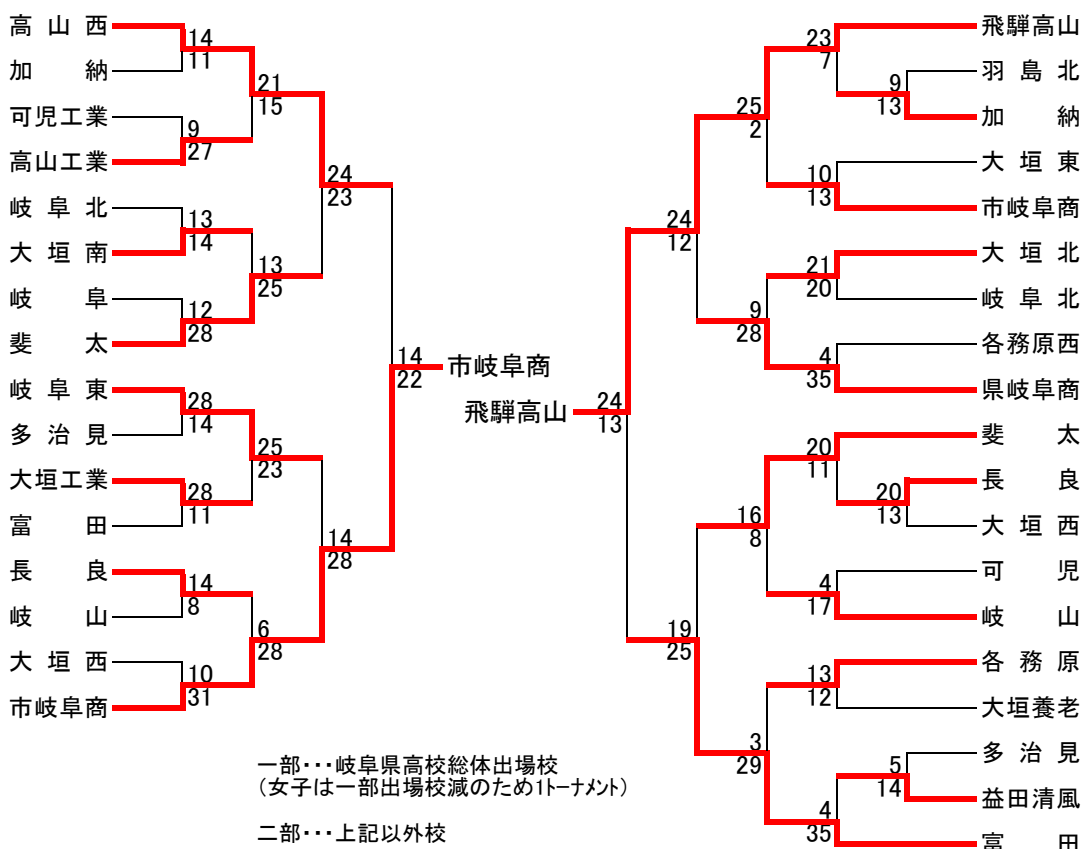 高山西
14
11
加納
21
15
可児工業
9
27
高山工業
24
23
岐阜北
13
14
大垣南
13
25
岐阜
12
28
斐太
14
22
市岐阜商
岐阜東
28
14
多治見
25
23
大垣工業
28
11
富田
14
28
長良
14
8
岐山
6
28
大垣西
10
31
市岐阜商
飛騨高山
23
7
羽島北
9
13
加納
25
2
大垣東
10
13
市岐阜商
24
12
大垣北
21
20
岐阜北
9
28
各務原西
4
35
県岐阜商
飛騨高山
24
13
斐太
20
11
長良
20
13
大垣西
16
8
可児
4
17
岐山
19
25
各務原
13
12
大垣養老
3
29
多治見
5
14
益田清風
4
35
富田
一部・・・岐阜県高校総体出場校
(女子は一部出場校減のため1トーナメント)
二部・・・上記以外校